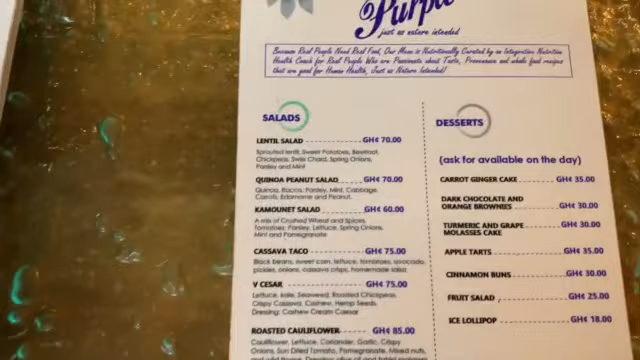 Purple
just as nature intended
Because Real People Need Real Food, Our Menu is Nutritionally Curated by an Integrative Nutrition
Health Coach for Real People Who are Passionate about Taste, Provenance and whole food recipes
that are good for Human Health, Just as Nature Intended!
SALADS
LENTIL SALAD GH¢ 70.00
Sprouted lentil, Sweet Potatoes, Beetroot,
Chickpeas, Swiss Chard, Spring Onions,
Parsley and Mint
QUINOA PEANUT SALAD GH¢ 70.00
Quinoa, Rocca, Parsley, Mint, Cabbage,
Carrots, Edamame and Peanut.
KAMOUNET SALAD GH¢ 60.00
A mix of Crushed Wheat and Spices,
Tomatoes, Parsley, Lettuce, Spring Onions,
Mint and Pomegranate
CASSAVA TACO GH¢ 75.00
Black beans, sweet corn, lettuce, tomatoes, avocado,
pickles, onions, cassava crisps, homemade salsa
V CESAR GH¢ 75.00
Lettuce, kale, Seaweed, Roasted Chickpeas,
Crispy Cassava, Cashew, Hemp Seeds,
Dressing: Cashew Cream Caesar
ROASTED CAULIFLOWER GH¢ 85.00
Cauliflower, Lettuce, Coriander, Garlic, Crispy
Onions, Sun Dried Tomato, Pomegranate, Mixed nuts,
DESSERTS
(ask for available on the day)
CARROT GINGER CAKE GH¢ 35.00
DARK CHOCOLATE AND
ORANGE BROWNIES GH¢ 30.00
TURMERIC AND GRAPE
MOLASSES CAKE GH¢ 30.00
APPLE TARTS GH¢ 35.00
CINNAMON BUNS GH¢ 30.00
FRUIT SALAD GH¢ 25.00
ICE LOLLIPOP GH¢ 18.00